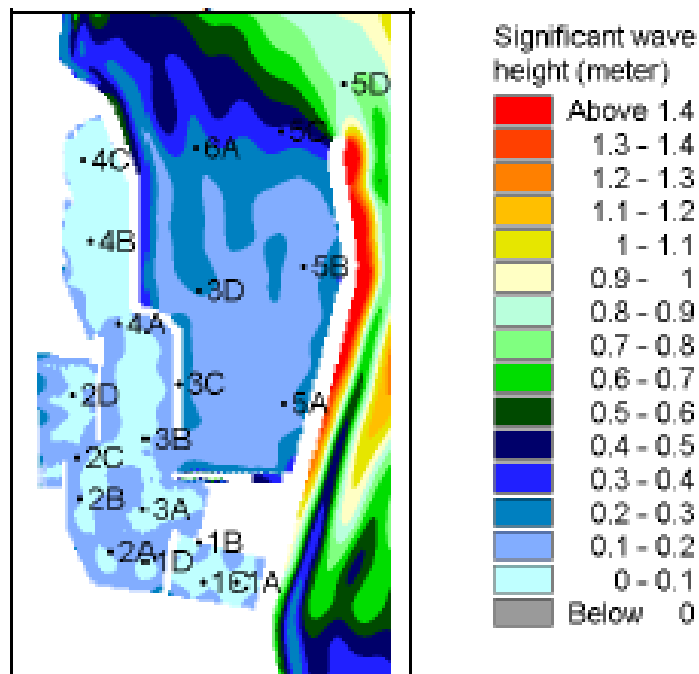 Significant wave
height (meter)
Above 1.4
1.3 - 1.4
1.2 - 1.3
1.1 - 1.2
1 - 1.1
0.9 - 1
0.8 - 0.9
0.7 - 0.8
0.6 - 0.7
0.5 - 0.6
0.4 - 0.5
0.3 - 0.4
0.2 - 0.3
0.1 - 0.2
0 - 0.1
Below 0
5D
5C
6A
4C
4B
5B
3D
4A
3C
2D
5A
3B
2C
2B
3A
1B
2A
1D
1C
1A